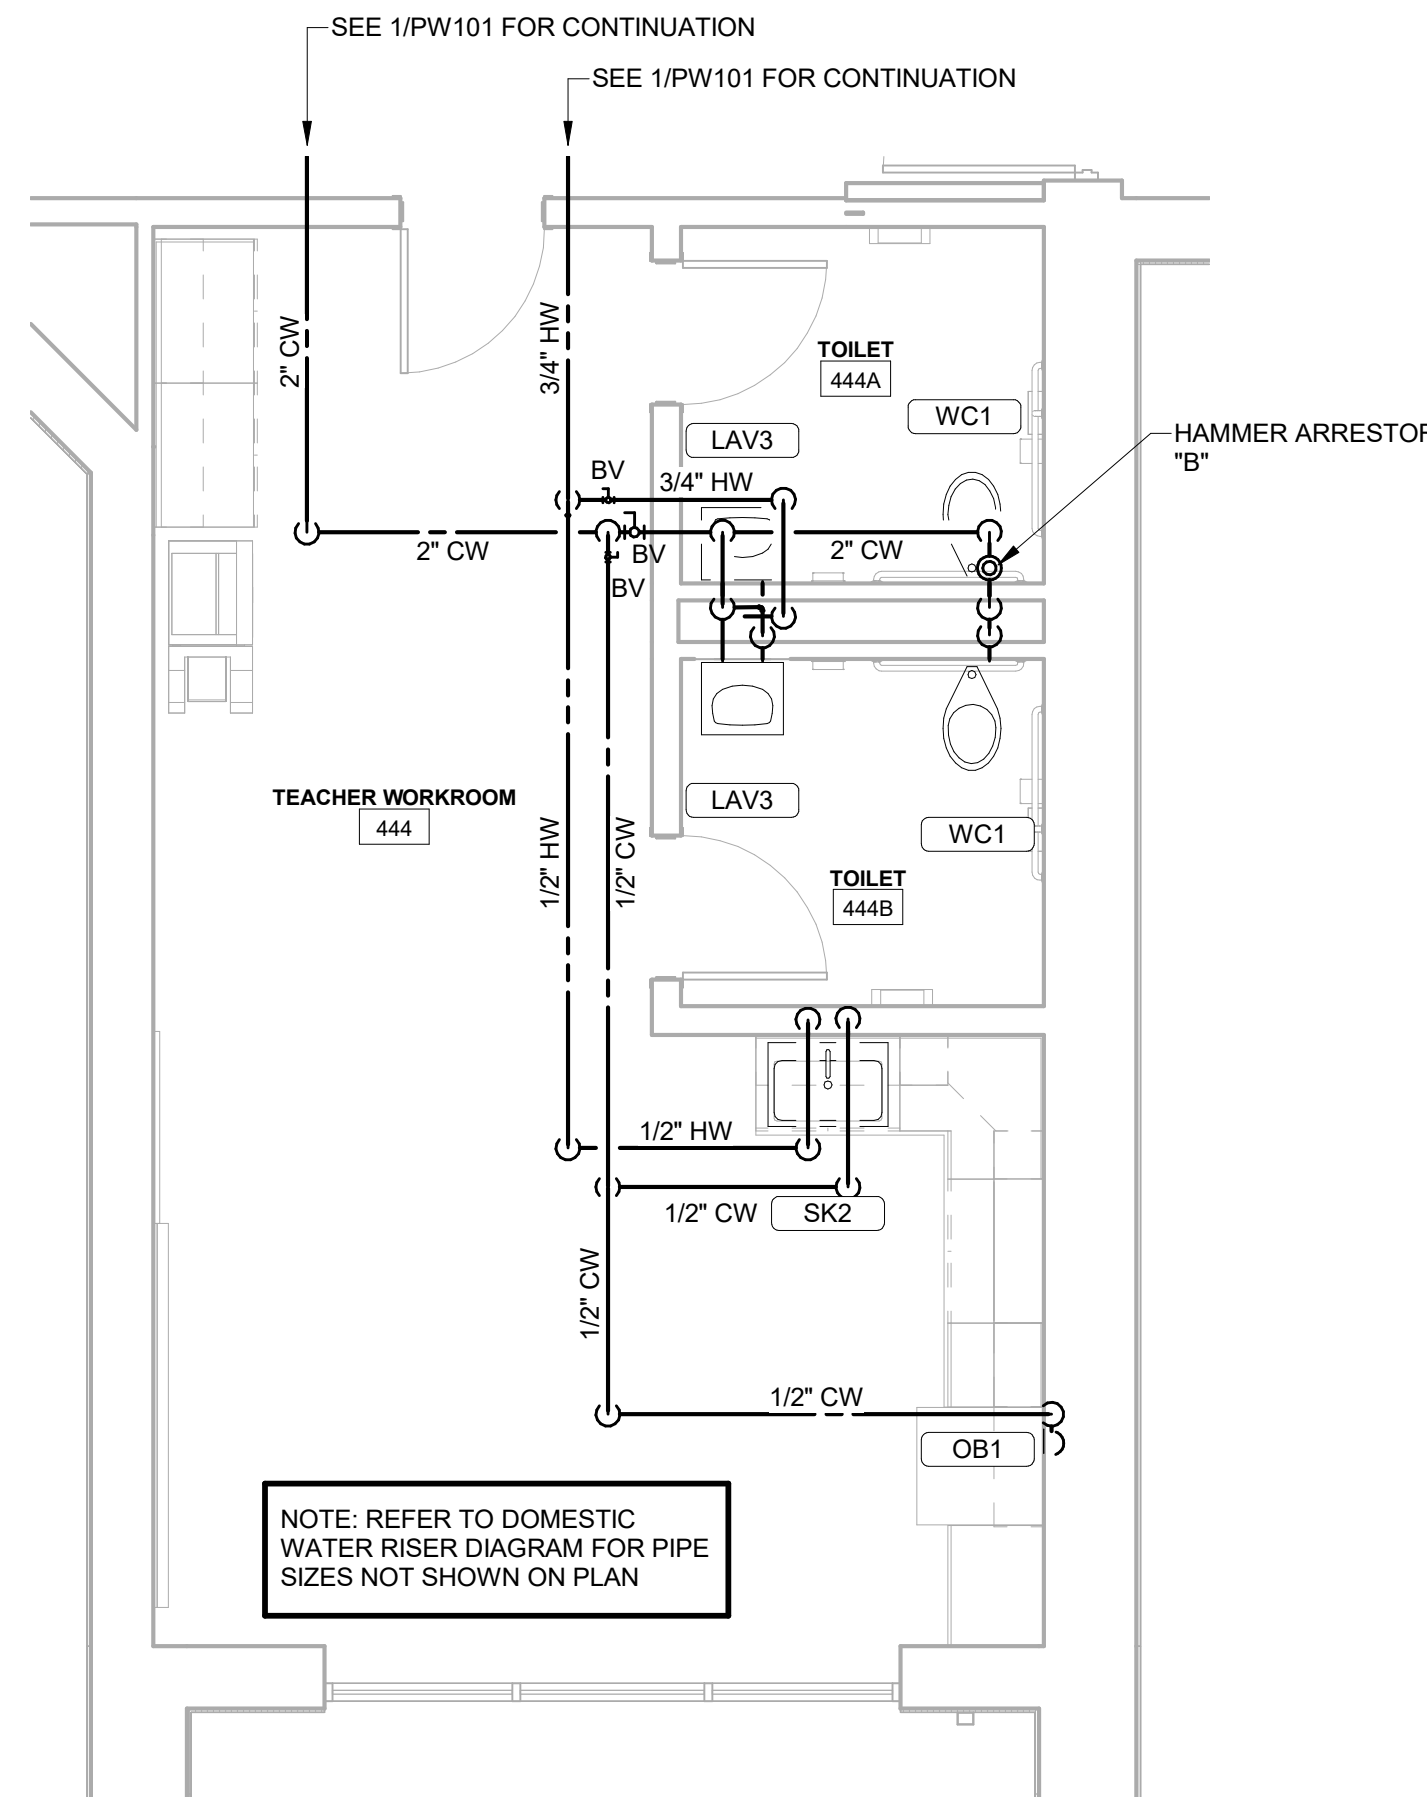 SEE 1/PW101 FOR CONTINUATION
SEE 1/PW101 FOR CONTINUATION
2" CW
3/4" HW
TOILET
444A
WC1
LAV3
HAMMER ARRESTOR
"B"
BV
3/4" HW
2" CW
BV
2" CW
BV
TEACHER WORKROOM
444
1/2" HW
1/2" CW
LAV3
WC1
TOILET
444B
1/2" HW
1/2" CW
SK2
1/2" CW
1/2" CW
OB1
NOTE: REFER TO DOMESTIC
WATER RISER DIAGRAM FOR PIPE
SIZES NOT SHOWN ON PLAN